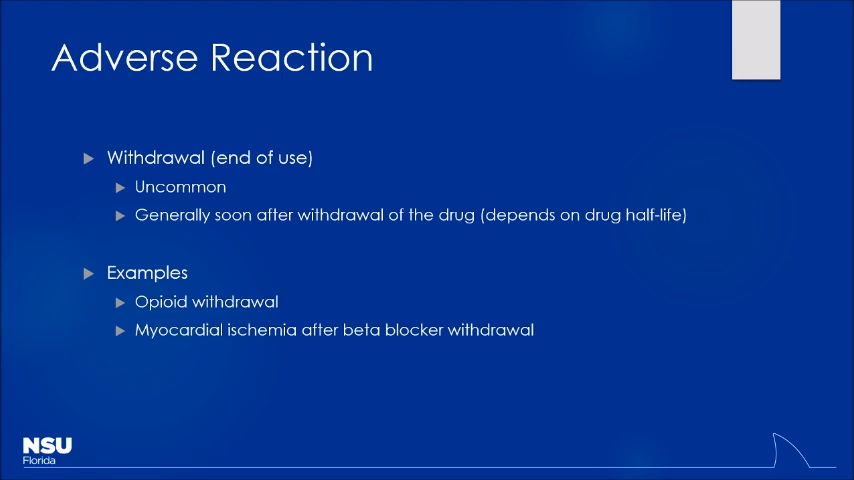 Adverse Reaction
Withdrawal (end of use)
Uncommon
Generally soon after withdrawal of the drug (depends on drug half-life)
Examples
Opioid withdrawal
Myocardial ischemia after beta blocker withdrawal
NSU
Florida